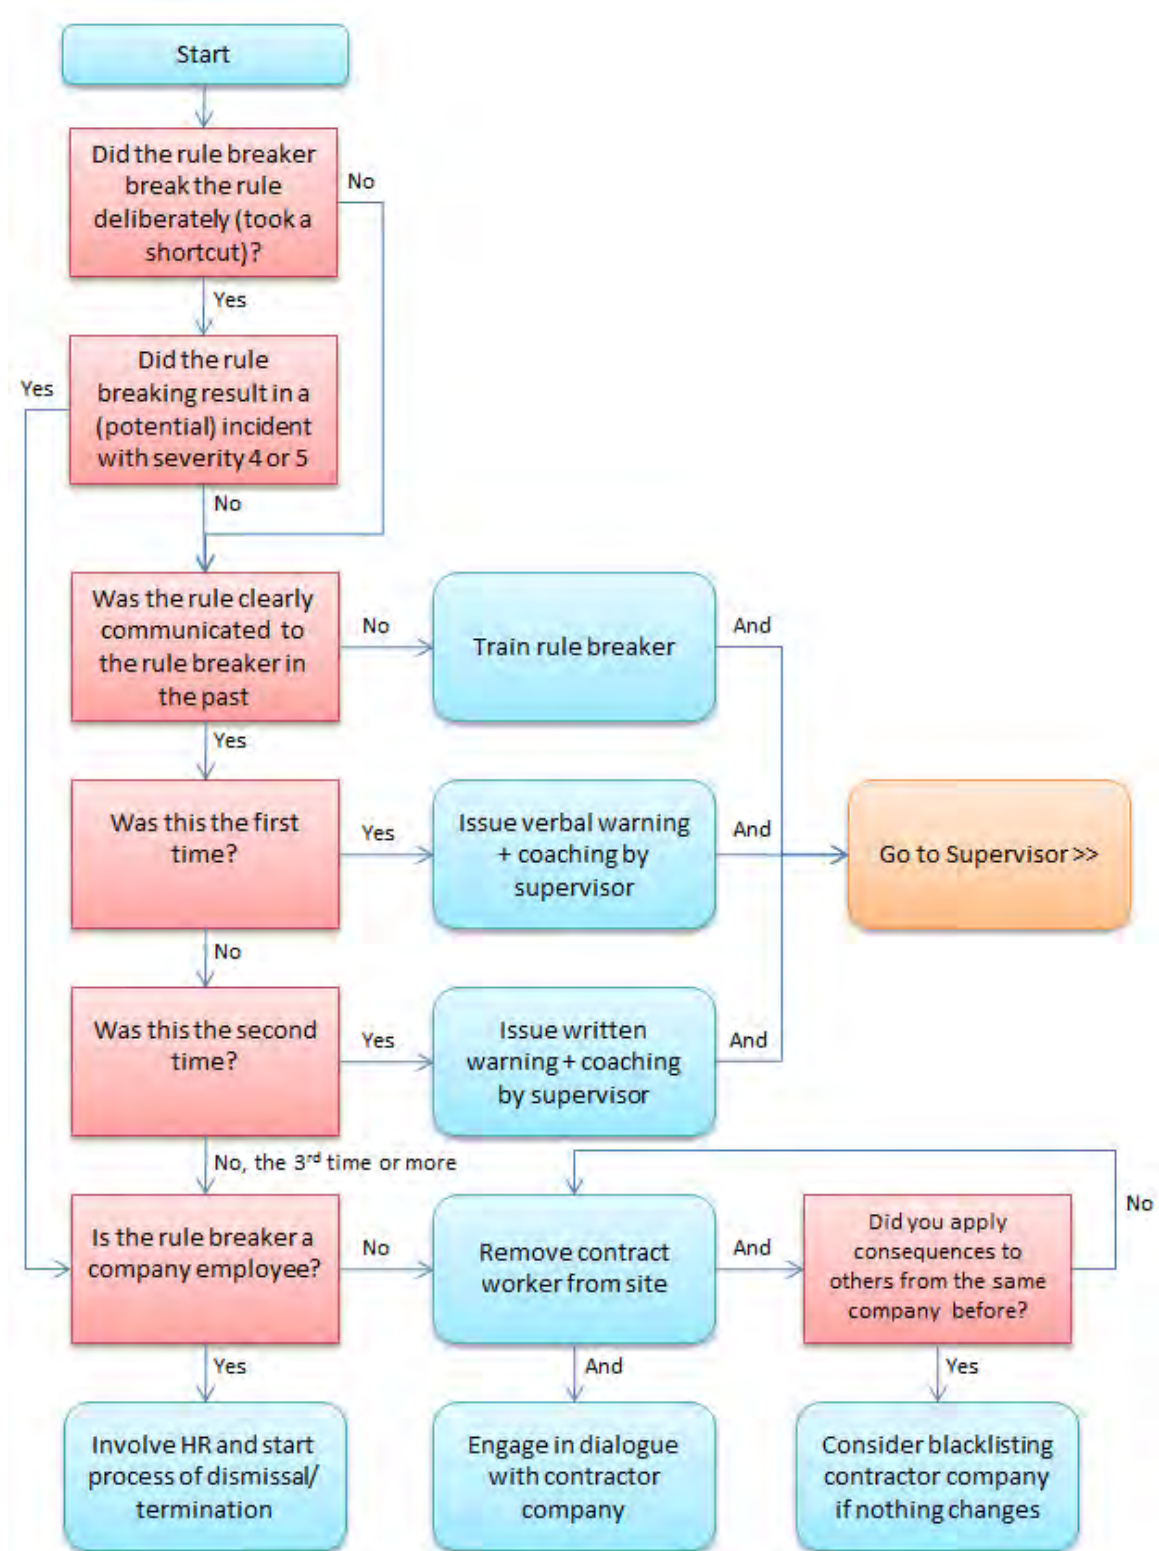 Start
Did the rule breaker
break the rule
deliberately (took a
shortcut)?
No
Yes
Did the rule
breaking result in a
(potential) incident
with severity 4 or 5
Yes
No
Was the rule clearly
communicated to
the rule breaker in
the past
No
Train rule breaker
And
Yes
Was this the first
time?
Yes
Issue verbal warning
+ coaching by
supervisor
And
Go to Supervisor >>
No
Was this the second
time?
Yes
Issue written
warning + coaching
by supervisor
And
No, the 3rd time or more
Is the rule breaker a
company employee?
No
Remove contract
worker from site
And
Did you apply
consequences to
others from the same
company before?
No
Yes
And
Yes
Involve HR and start
process of dismissal/
termination
Engage in dialogue
with contractor
company
Consider blacklisting
contractor company
if nothing changes